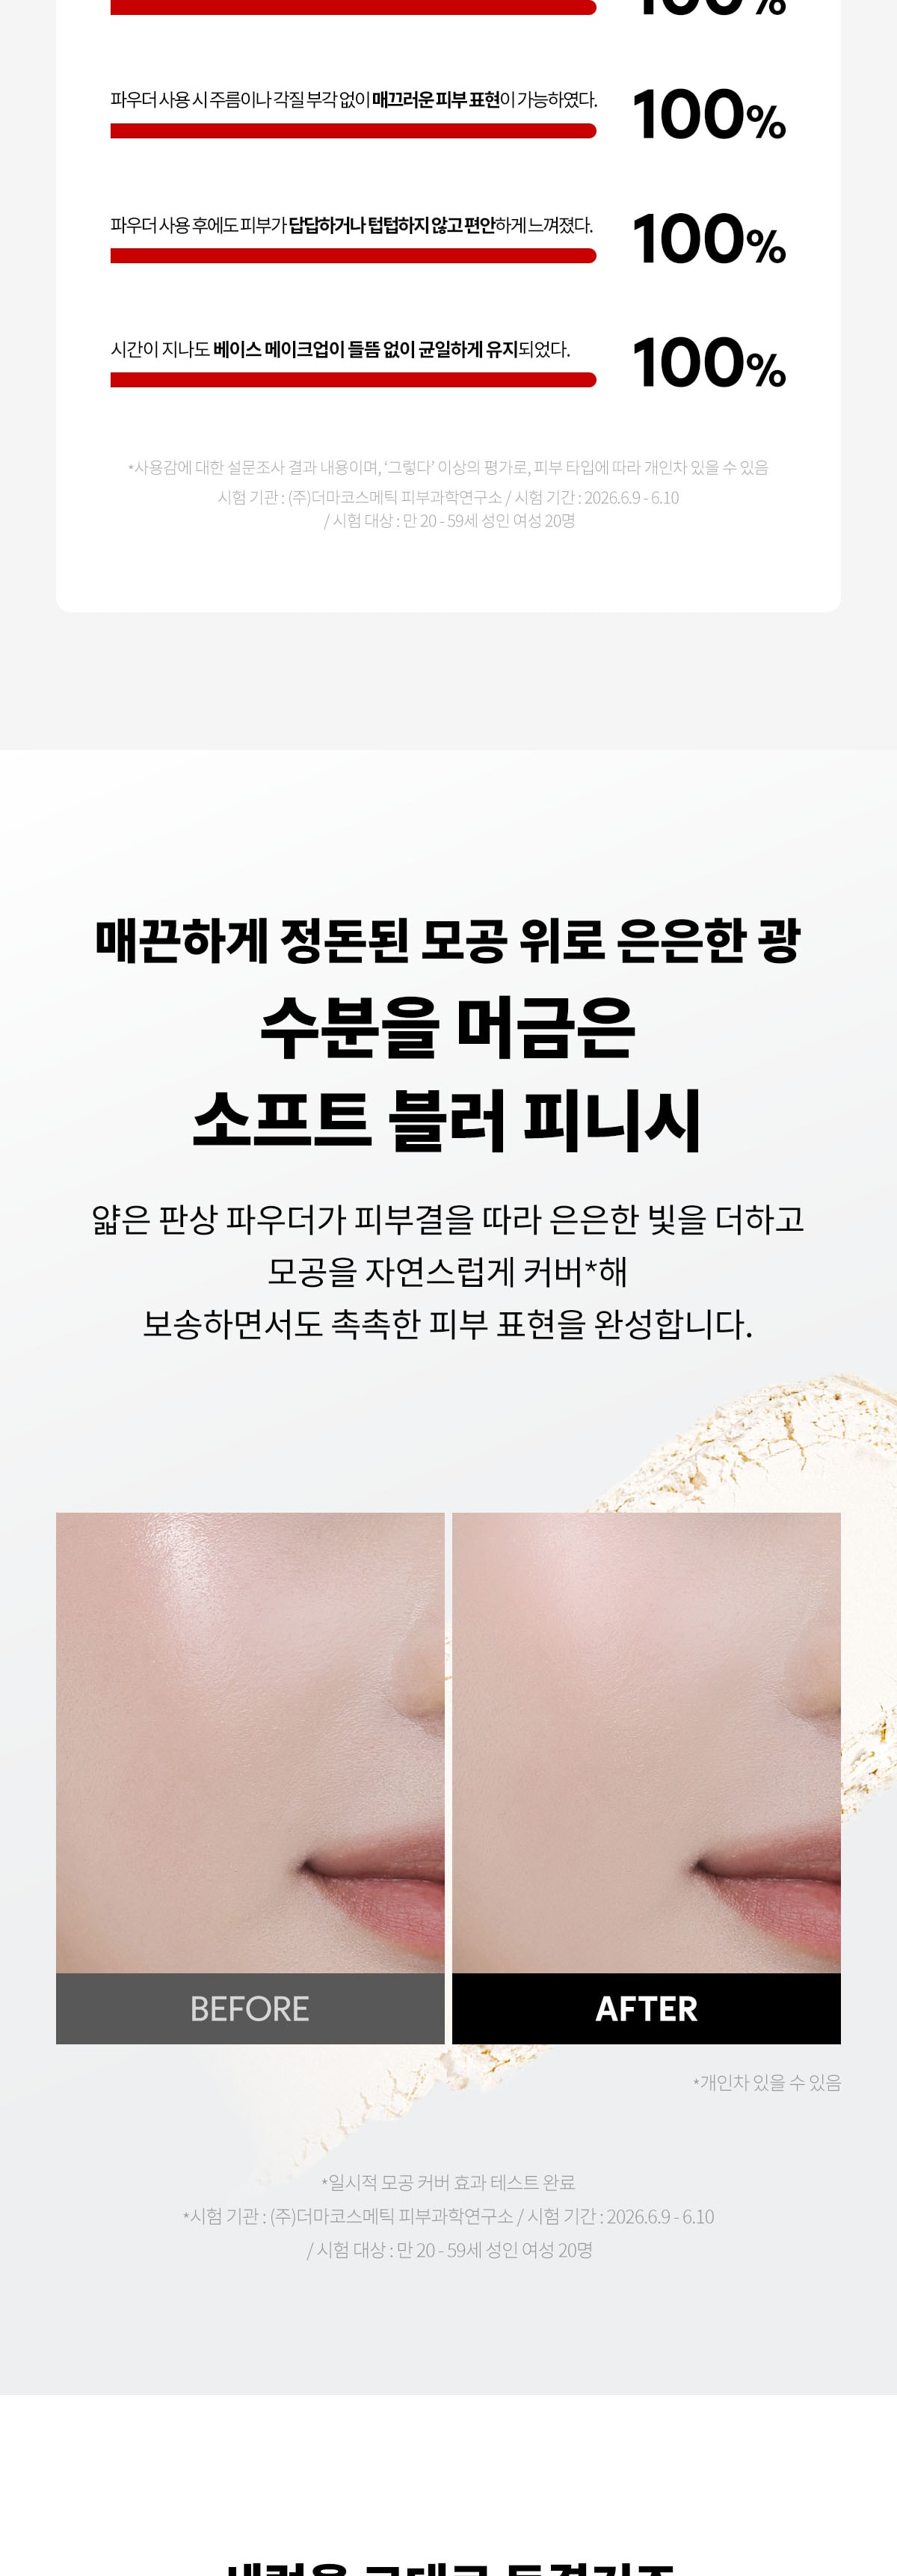 100%
파우더 사용 시 주름이나 각질 부각 없이 매끄러운 피부 표현이 가능하였다.
100%
파우더 사용 후에도 피부가 답답하거나 텁텁하지 않고 편안하게 느껴졌다.
100%
시간이 지나도 베이스 메이크업이 들뜸 없이 균일하게 유지되었다.
100%
*사용감에 대한 설문조사 결과 내용이며, ‘그렇다’ 이상의 평가로, 피부 타입에 따라 개인차 있을 수 있음
시험 기관 : (주)더마코스메틱 피부과학연구소 / 시험 기간 : 2026.6.9 - 6.10
/ 시험 대상 : 만 20 - 59세 성인 여성 20명
매끈하게 정돈된 모공 위로 은은한 광
수분을 머금은
소프트 블러 피니시
얇은 판상 파우더가 피부결을 따라 은은한 빛을 더하고
모공을 자연스럽게 커버*해
보송하면서도 촉촉한 피부 표현을 완성합니다.
BEFORE
AFTER
*개인차 있을 수 있음
*일시적 모공 커버 효과 테스트 완료
*시험 기관 : (주)더마코스메틱 피부과학연구소 / 시험 기간 : 2026.6.9 - 6.10
/ 시험 대상 : 만 20 - 59세 성인 여성 20명